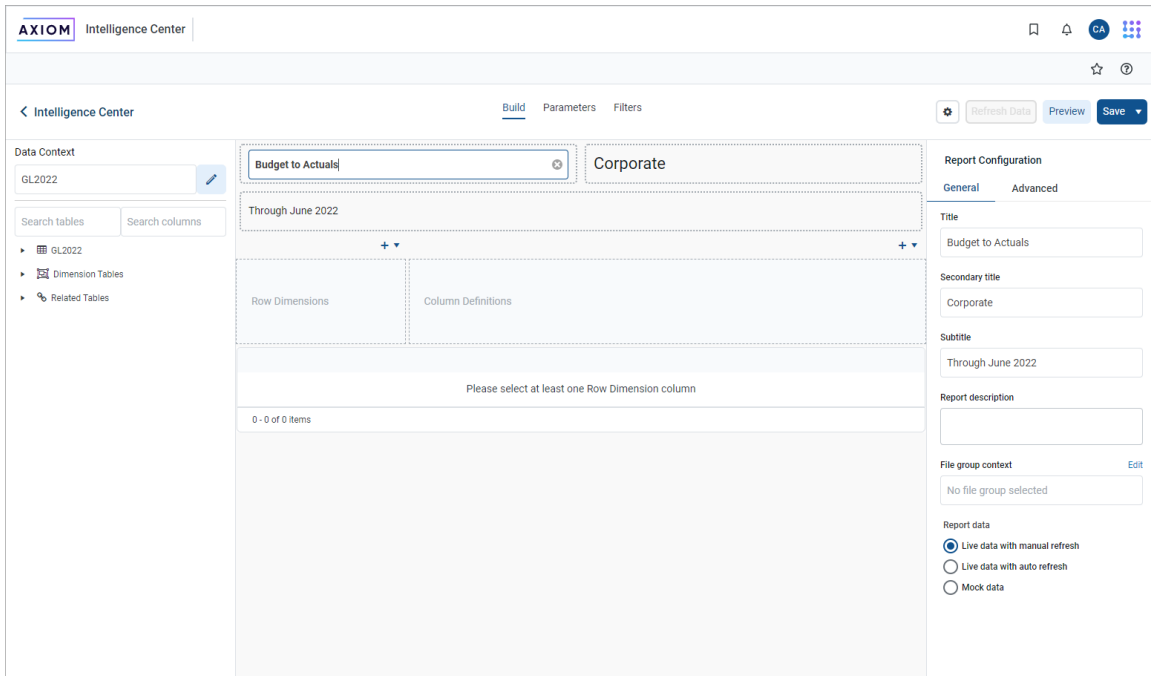 AXIOM Intelligence Center
CA
Intelligence Center
Build Parameters Filters
Refresh Data Preview Save
Data Context
GL2022
Search tables Search columns
GL2022
Dimension Tables
Related Tables
Budget to Actuals
Corporate
Through June 2022
Row Dimensions
Column Definitions
Please select at least one Row Dimension column
0 - 0 of 0 items
Report Configuration
General Advanced
Title
Budget to Actuals
Secondary title
Corporate
Subtitle
Through June 2022
Report description
File group context Edit
No file group selected
Report data
Live data with manual refresh
Live data with auto refresh
Mock data